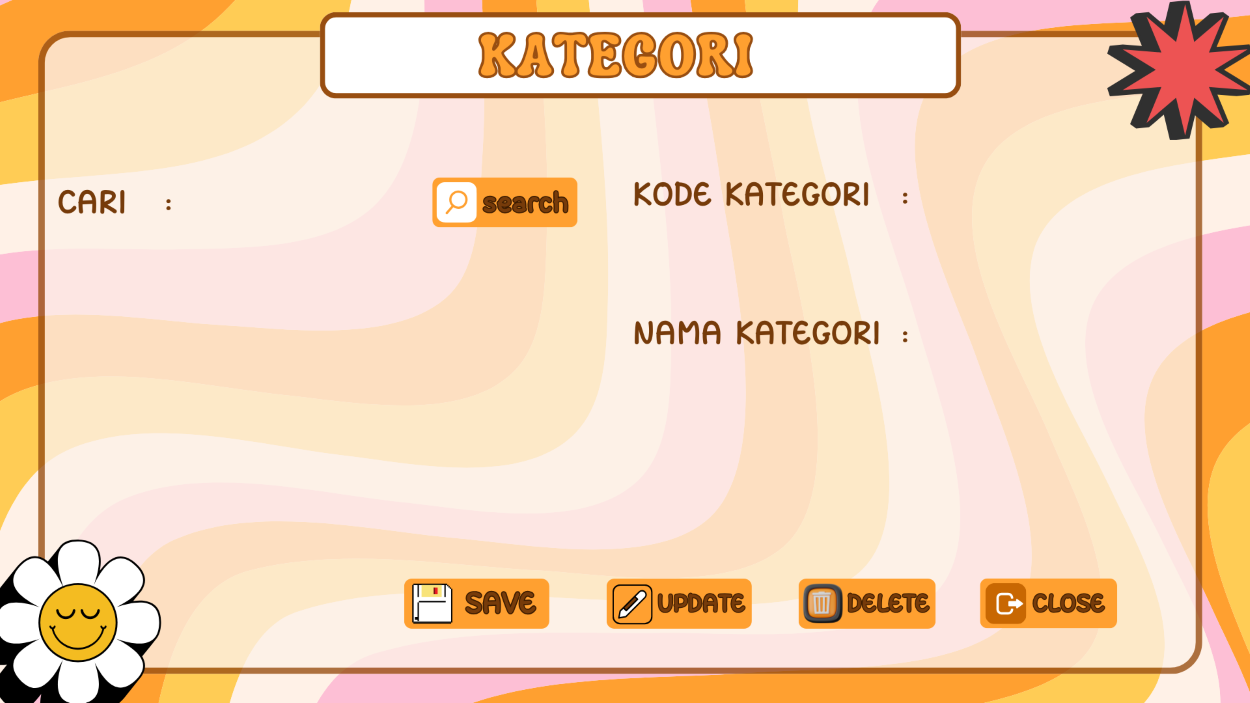 KATEGORI
CARI :
search
KODE KATEGORI :
NAMA KATEGORI :
SAVE
UPDATE
DELETE
CLOSE